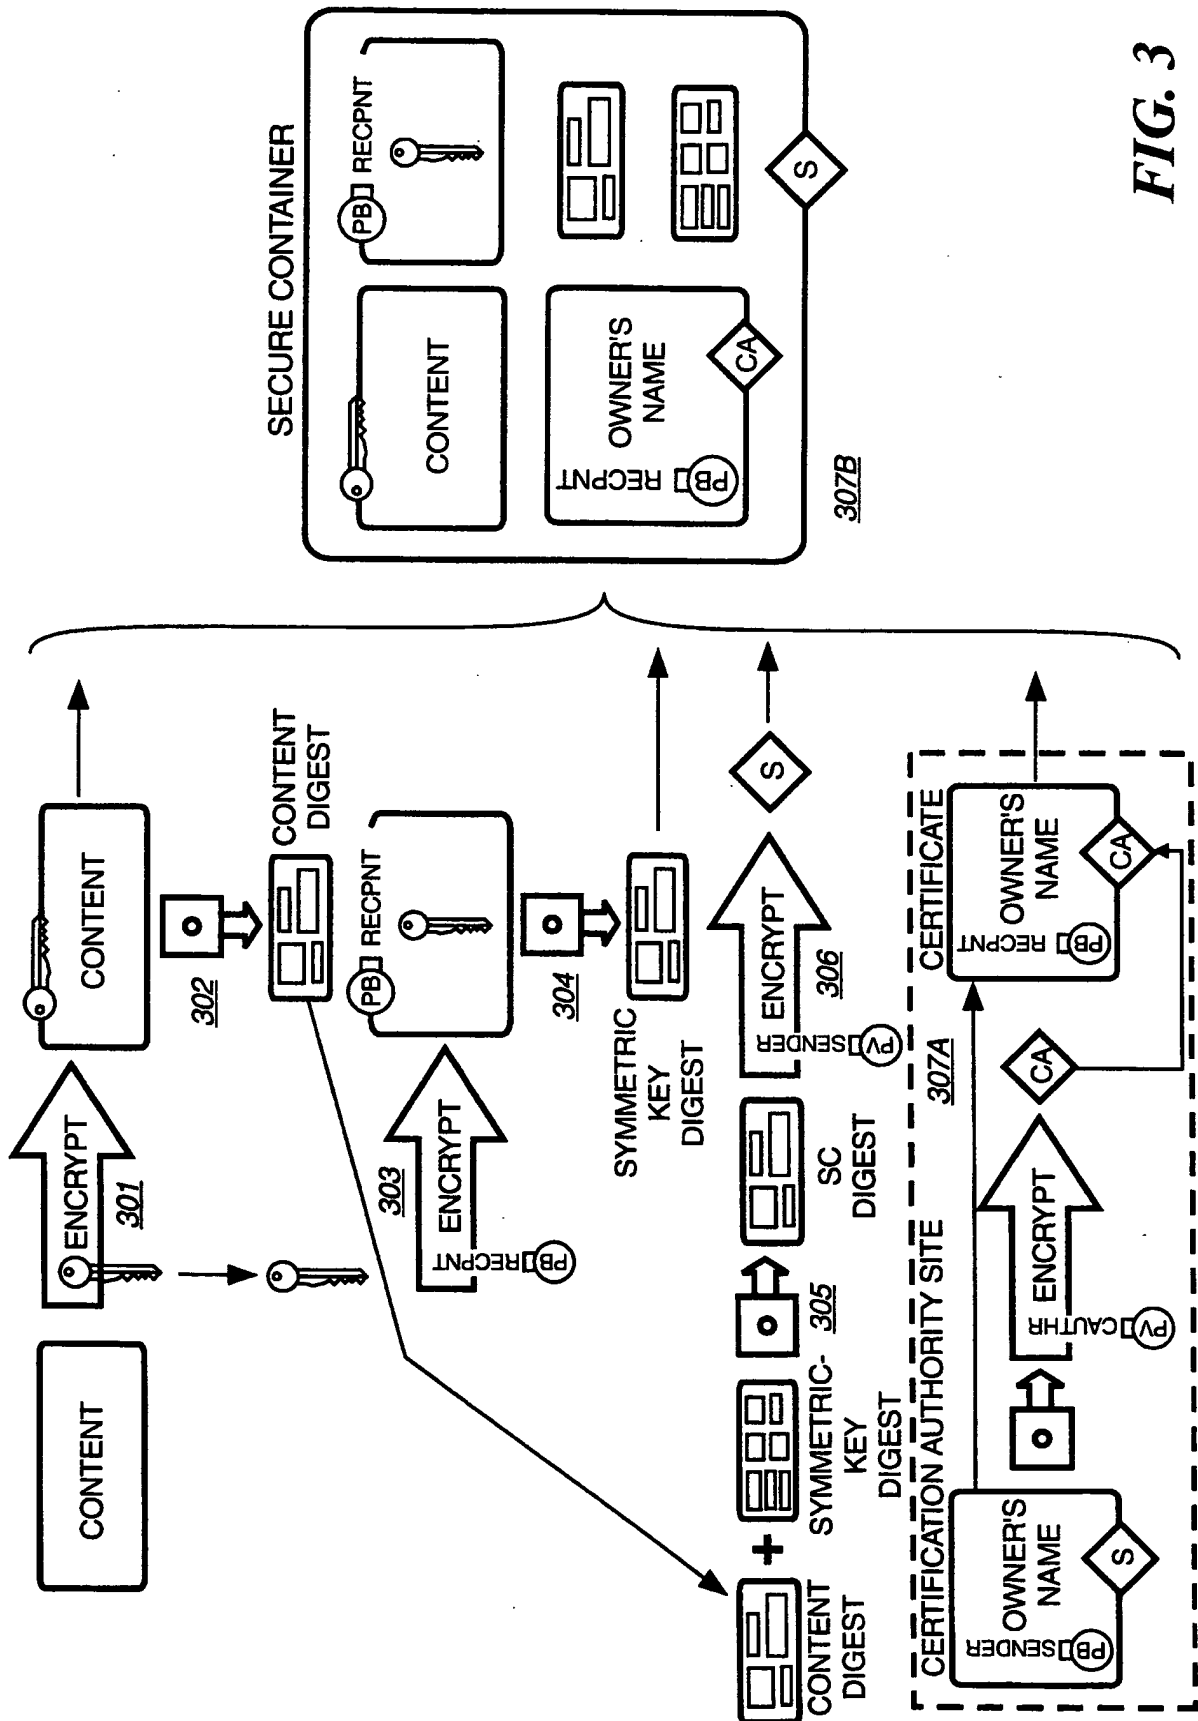 CONTENT
ENCRYPT
301
CONTENT
302
CONTENT
DIGEST
303
ENCRYPT
PB RECPNT
PB RECPNT
304
SYMMETRIC
KEY
DIGEST
CONTENT
DIGEST
+
SYMMETRIC-
KEY
DIGEST
305
SC
DIGEST
ENCRYPT
PV SENDER
306
S
CERTIFICATION AUTHORITY SITE
307A
CERTIFICATE
OWNER'S
NAME
PB SENDER
S
ENCRYPT
PV CAUTHR
CA
OWNER'S
NAME
PB RECPNT
CA
SECURE CONTAINER
CONTENT
PB RECPNT
OWNER'S
NAME
PB RECPNT
CA
S
307B
FIG. 3